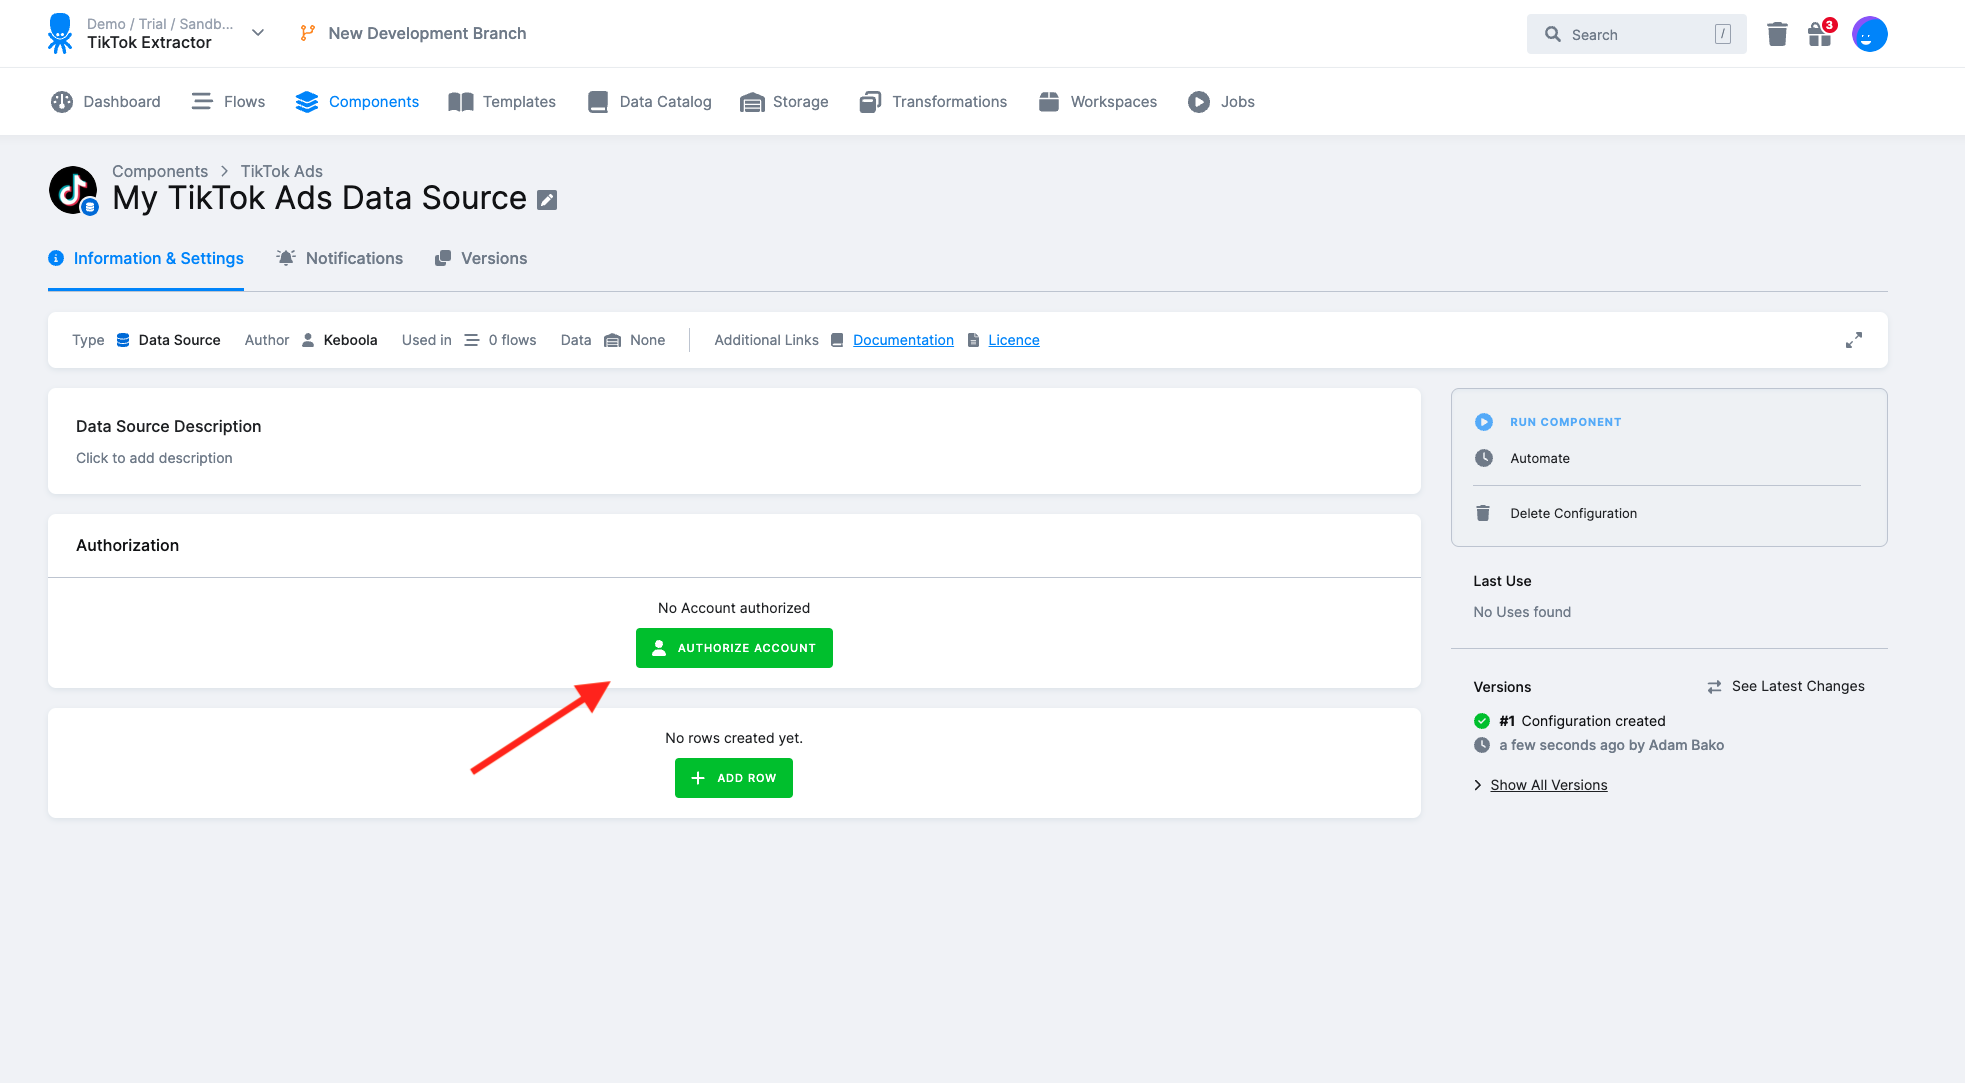 Demo / Trial / Sandb...
TikTok Extractor
New Development Branch
Search
/
3
Dashboard
Flows
Components
Templates
Data Catalog
Storage
Transformations
Workspaces
Jobs
Components > TikTok Ads
My TikTok Ads Data Source
Information & Settings
Notifications
Versions
Type Data Source Author Keboola Used in 0 flows Data None Additional Links Documentation Licence
Data Source Description
Click to add description
Authorization
No Account authorized
AUTHORIZE ACCOUNT
No rows created yet.
ADD ROW
RUN COMPONENT
Automate
Delete Configuration
Last Use
No Uses found
Versions
See Latest Changes
#1 Configuration created
a few seconds ago by Adam Bako
Show All Versions